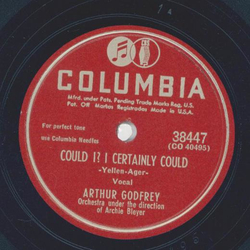 COLUMBIA
Mfrd. under Pats. Pending Trade Marks Reg. U.S.
Pat. Off Marcas Registradas Made in U.S.A.
For perfect tone
use Columbia Needles
38447
(CO 40495)
COULD I? I CERTAINLY COULD
-Yellen-Ager-
Vocal
ARTHUR GODFREY
Orchestra under the direction
of Archie Bleyer